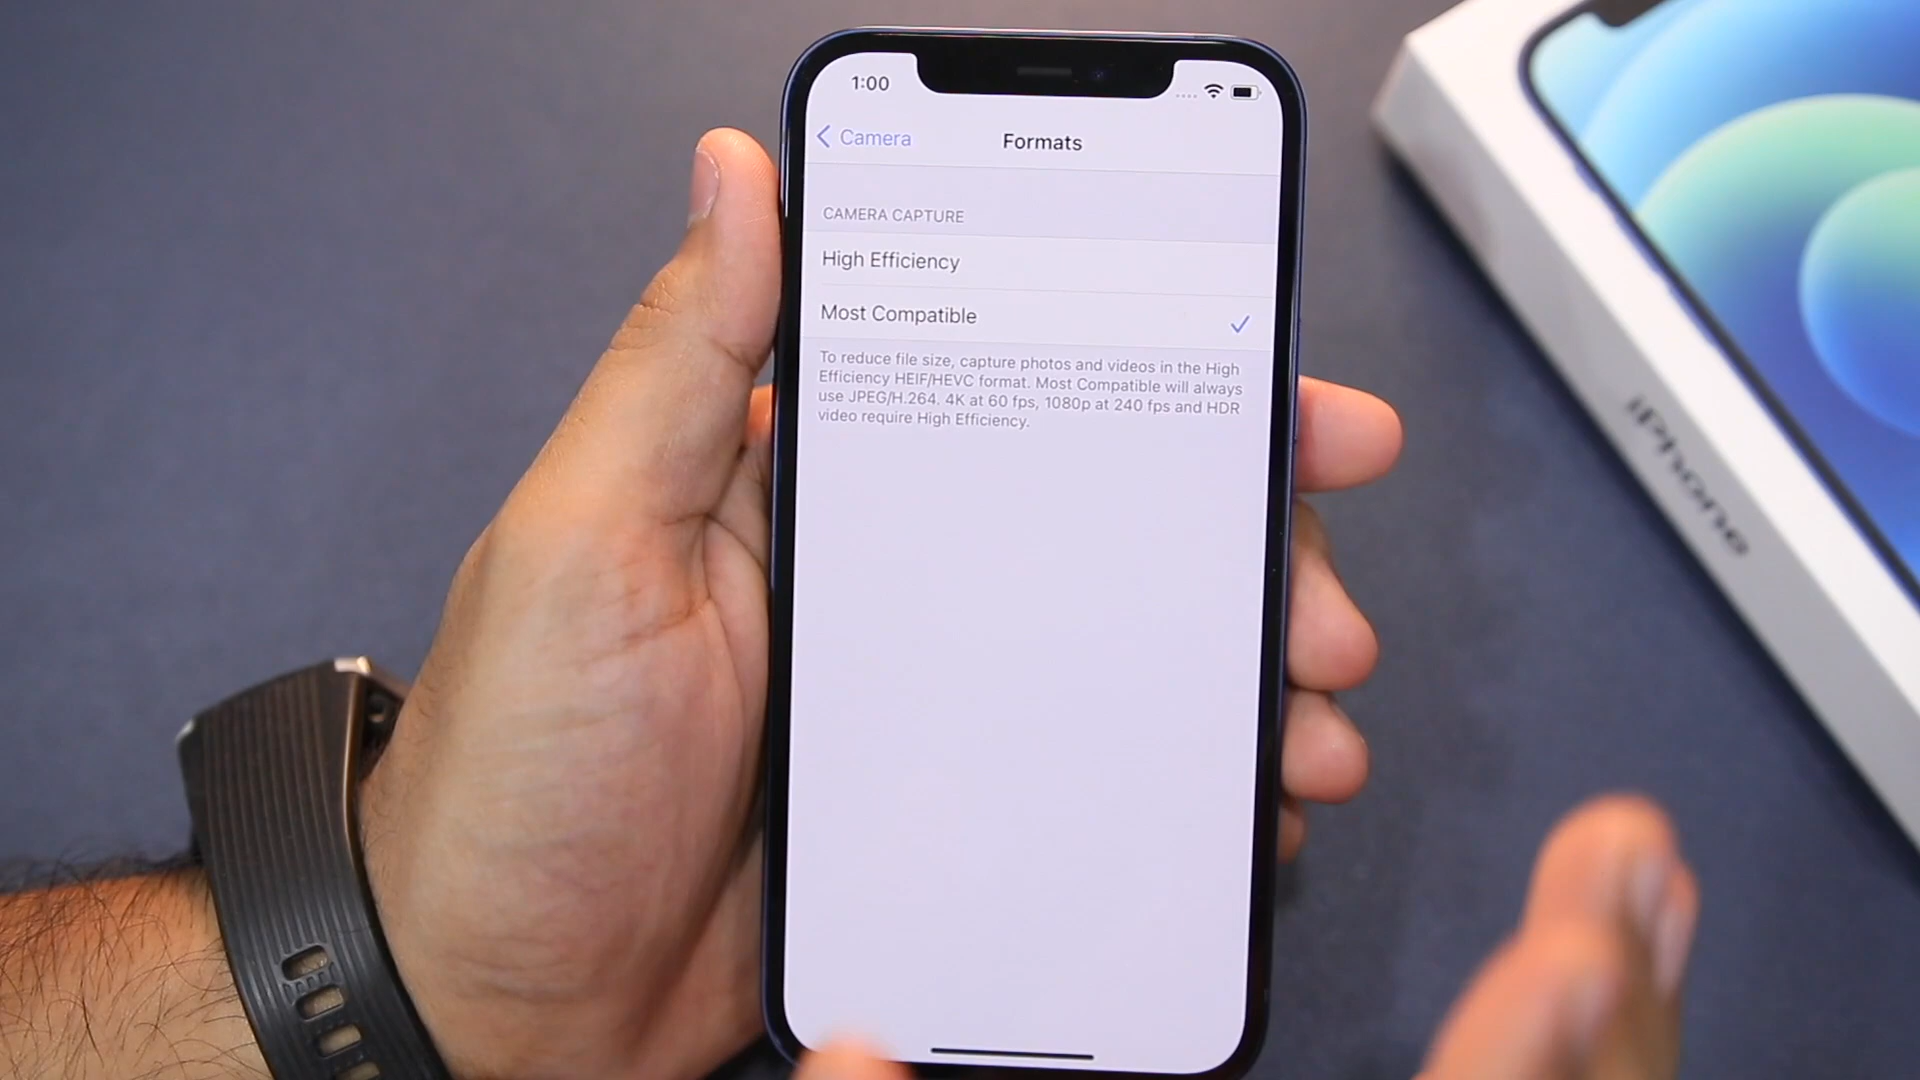 1:00
Camera
Formats
CAMERA CAPTURE
High Efficiency
Most Compatible
To reduce file size, capture photos and videos in the High
Efficiency HEIF/HEVC format. Most Compatible will always
use JPEG/H.264. 4K at 60 fps, 1080p at 240 fps and HDR
video require High Efficiency.
iPhone